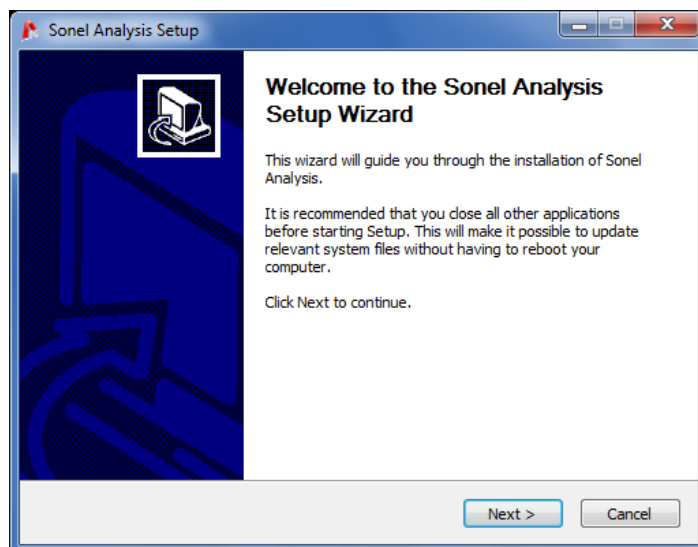 Sonel Analysis Setup
Welcome to the Sonel Analysis
Setup Wizard
This wizard will guide you through the installation of Sonel
Analysis.
It is recommended that you close all other applications
before starting Setup. This will make it possible to update
relevant system files without having to reboot your
computer.
Click Next to continue.
Next >
Cancel